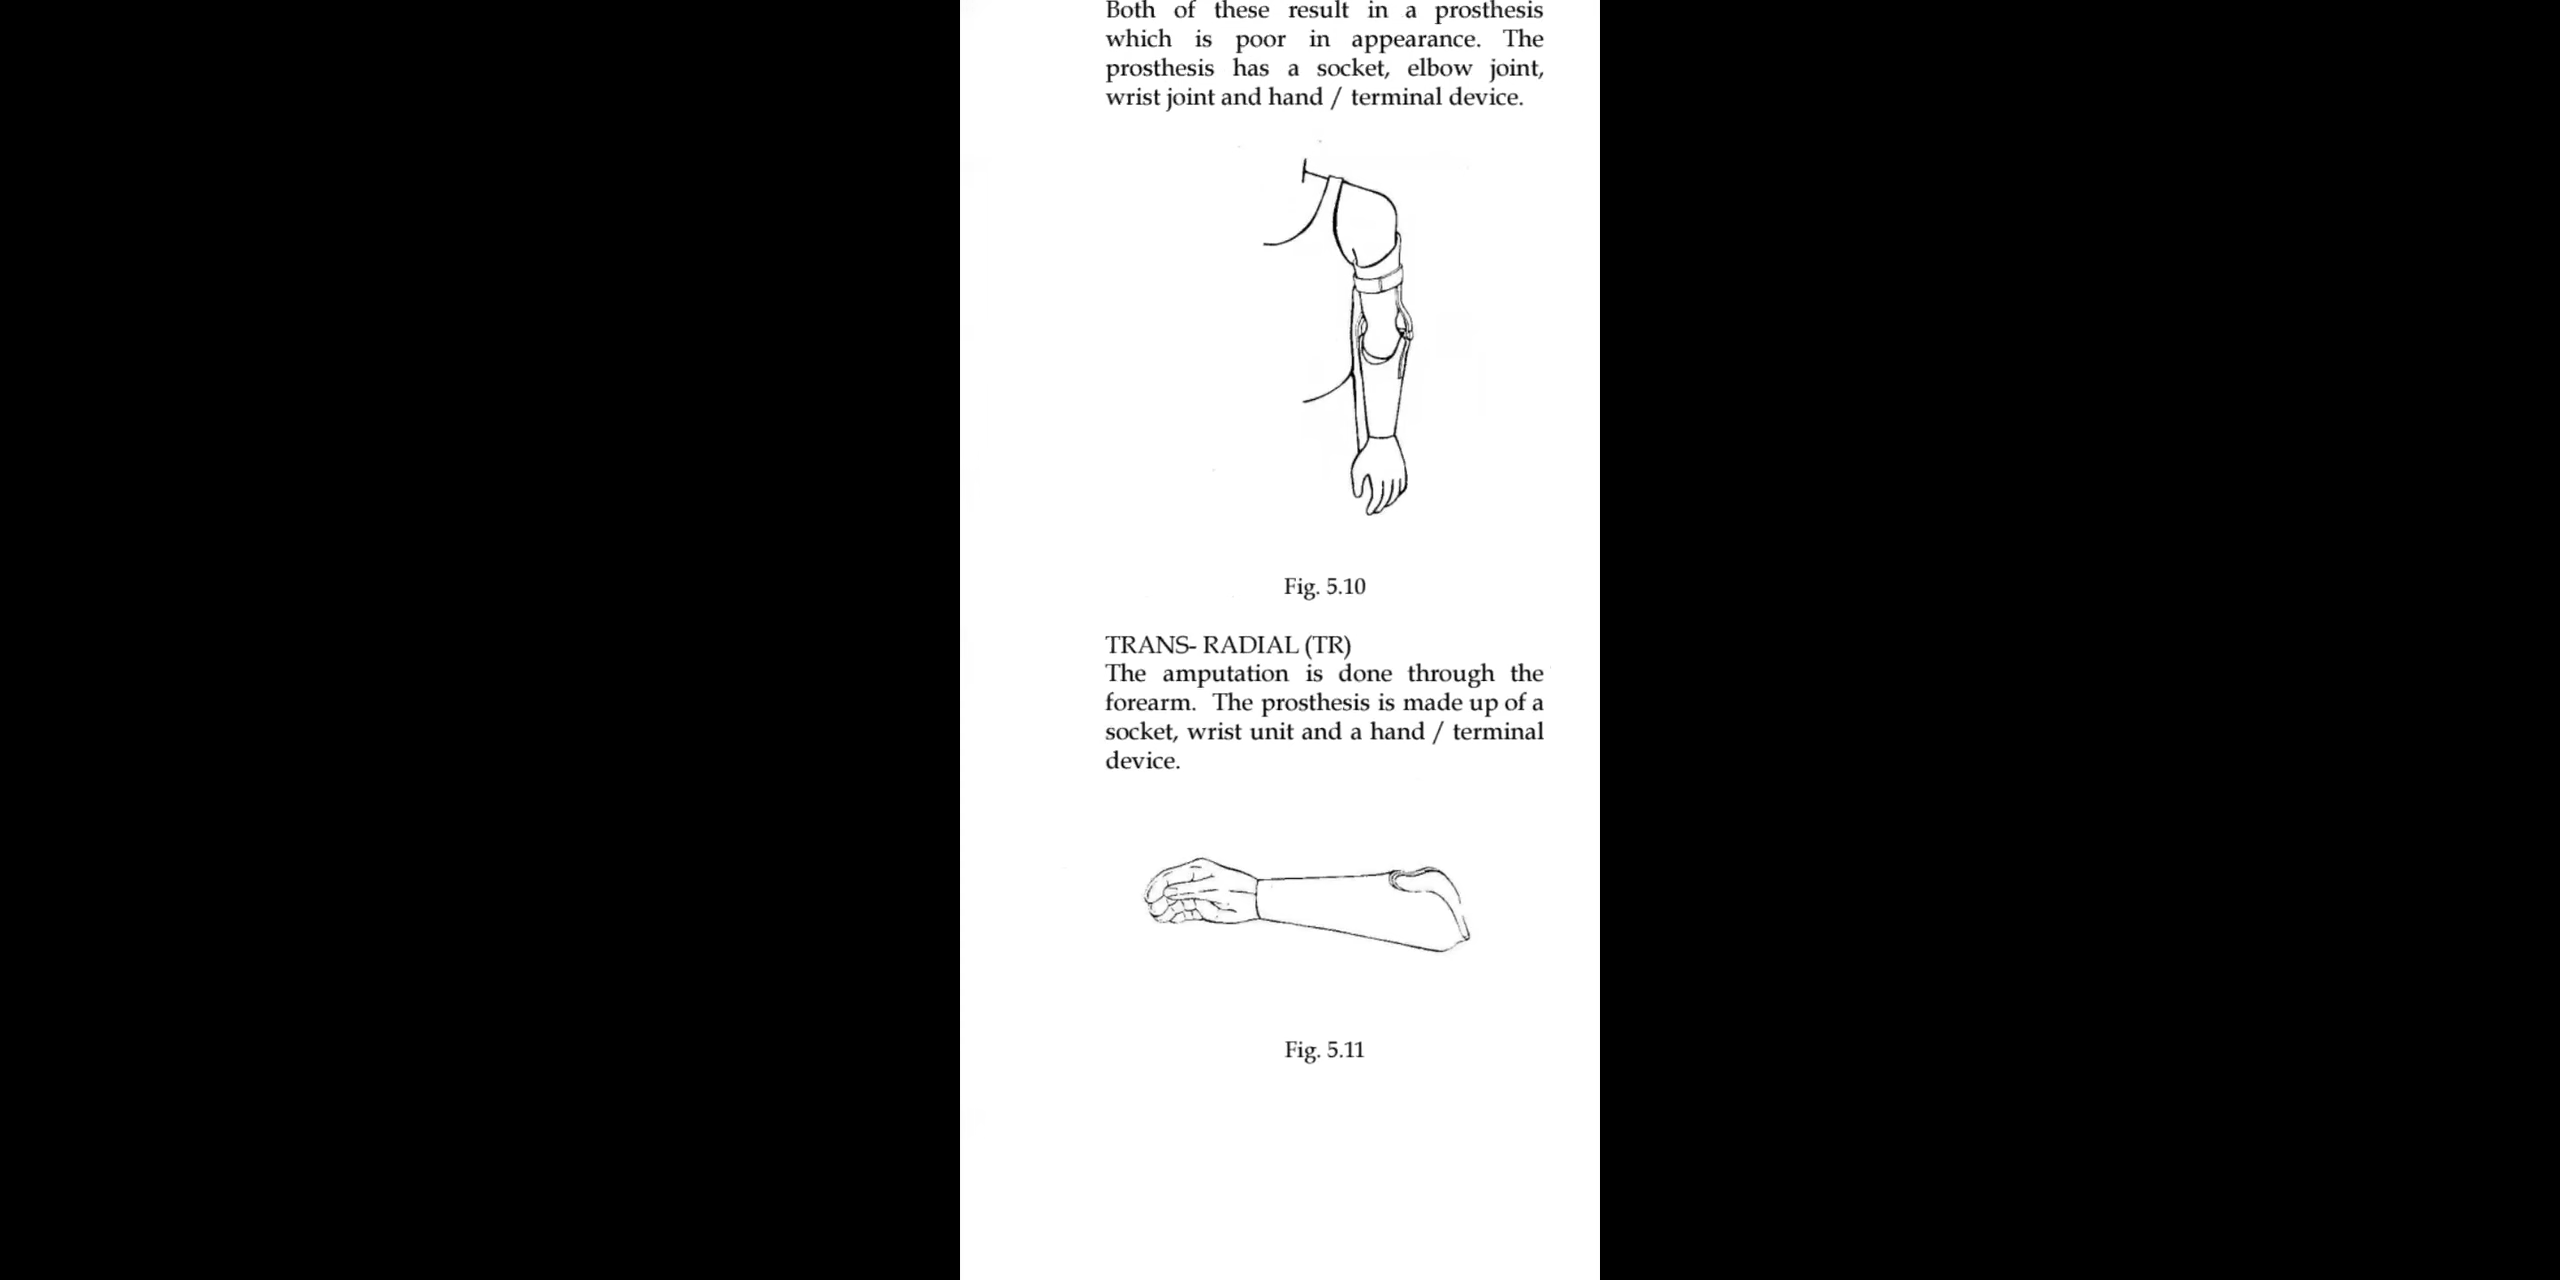 Both of these result in a prosthesis
which is poor in appearance. The
prosthesis has a socket, elbow joint,
wrist joint and hand / terminal device.
Fig. 5.10
TRANS- RADIAL (TR)
The amputation is done through the
forearm. The prosthesis is made up of a
socket, wrist unit and a hand / terminal
device.
Fig. 5.11